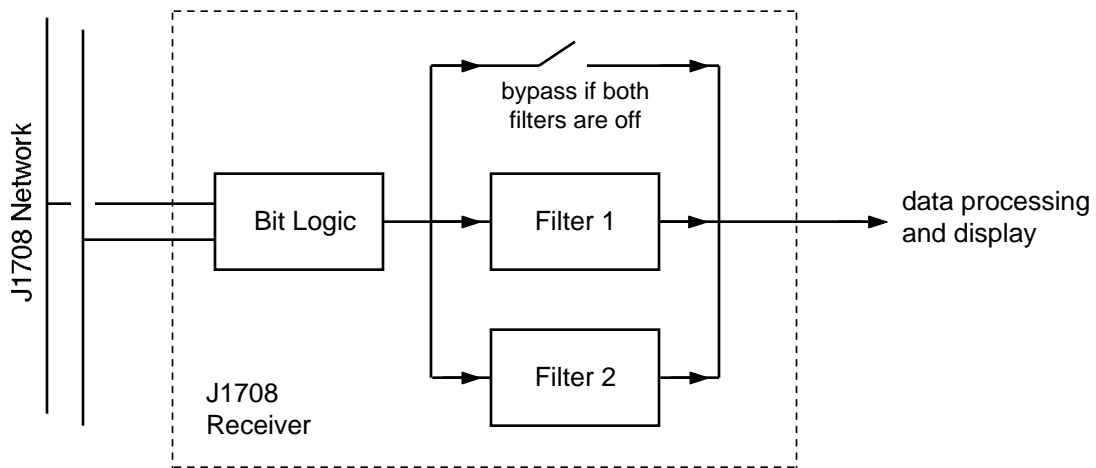 J1708 Network
bypass if both
filters are off
Bit Logic
Filter 1
data processing
and display
Filter 2
J1708
Receiver